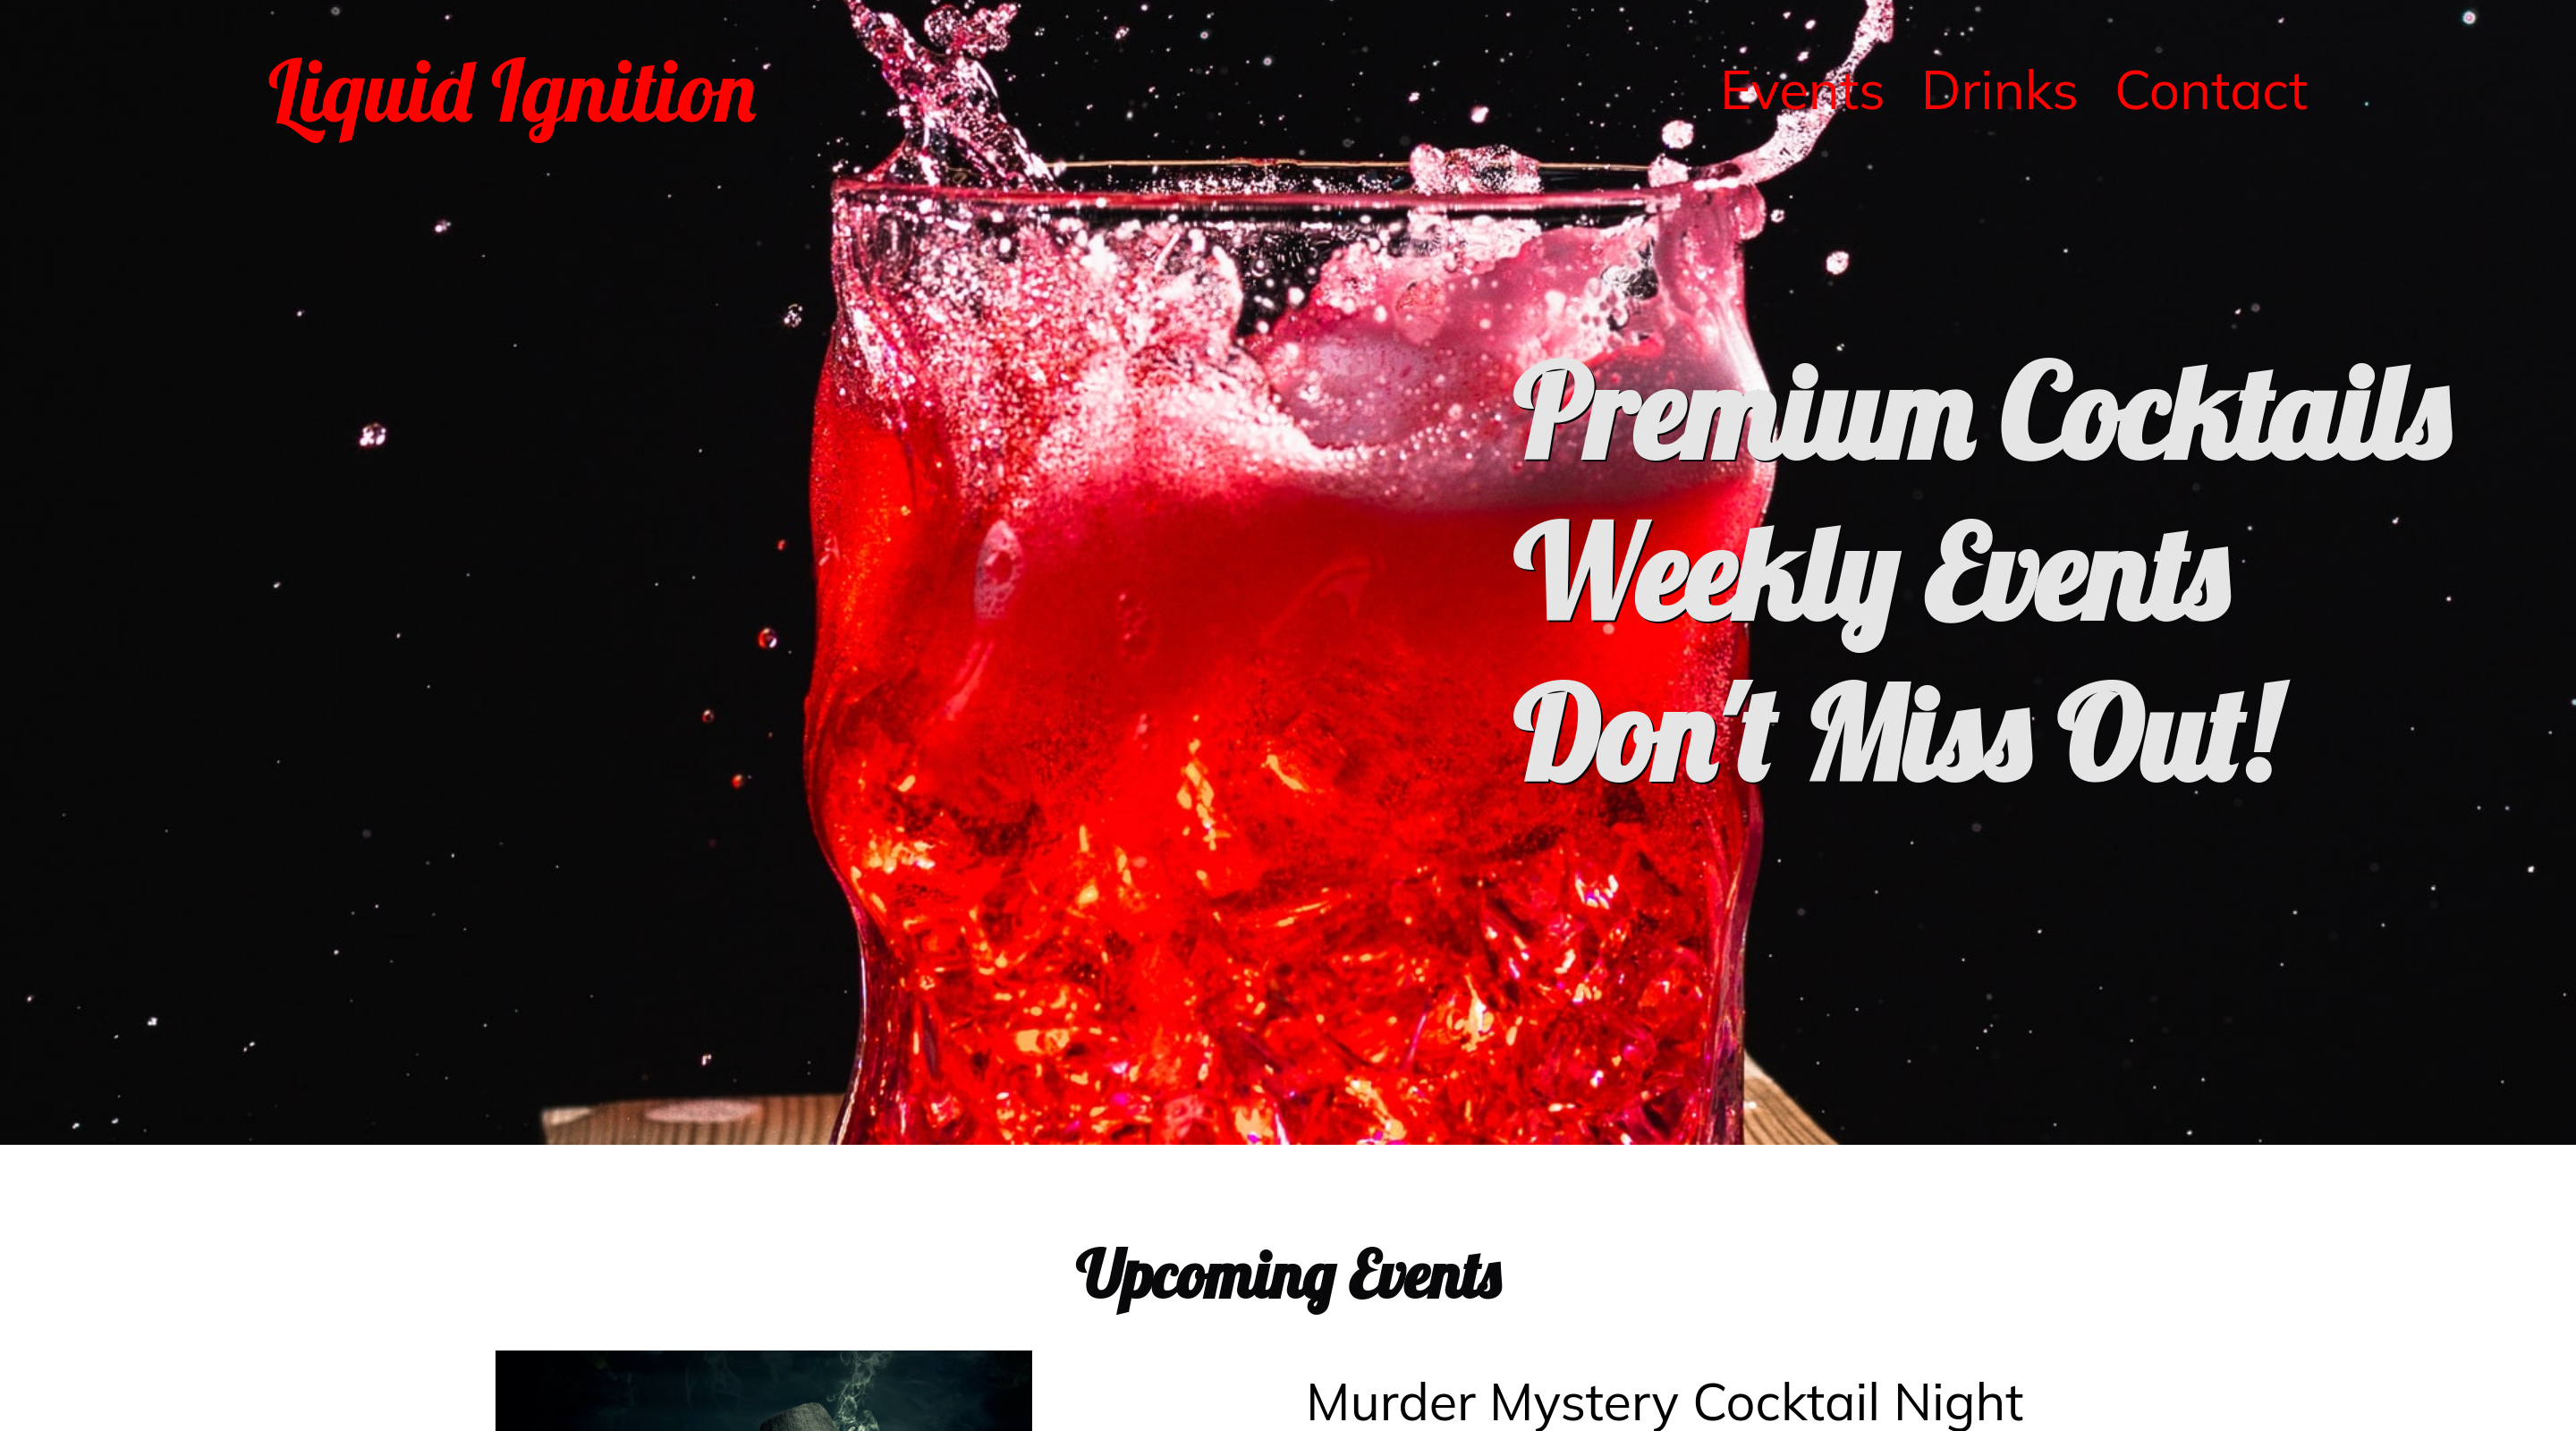 Liquid Ignition
Events Drinks Contact
Premium Cocktails
Weekly Events
Don't Miss Out!
Upcoming Events
Murder Mystery Cocktail Night